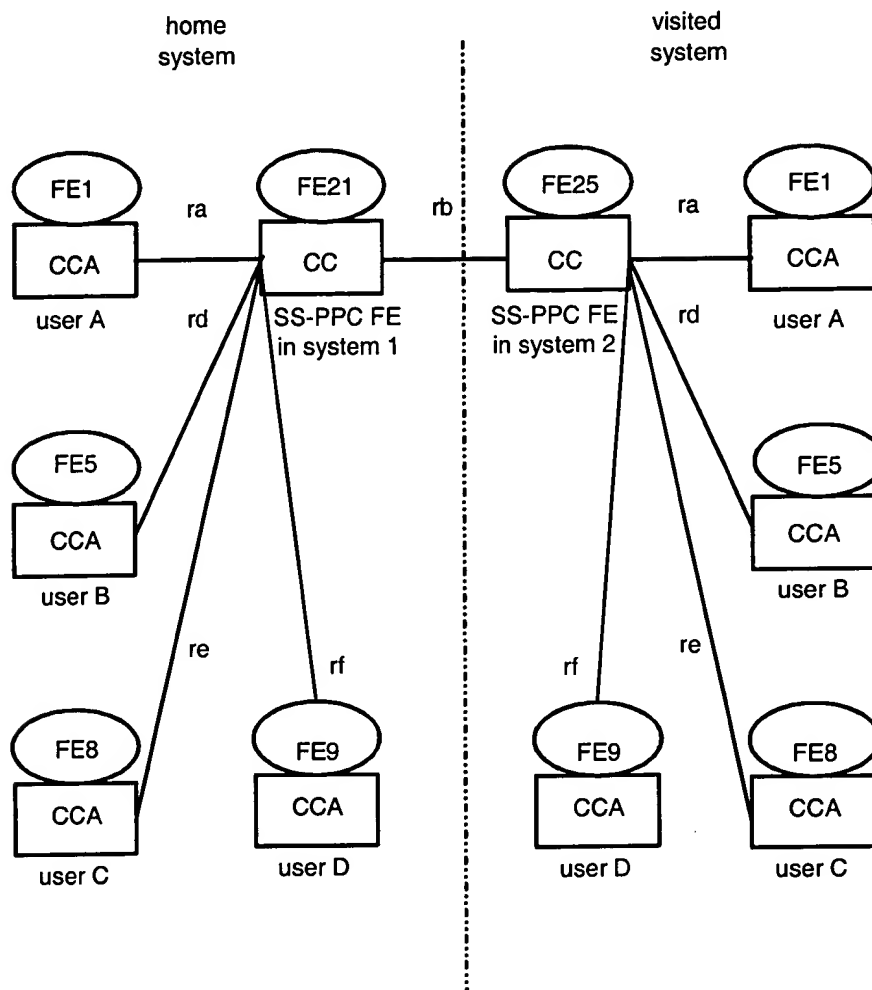 home
system
visited
system
FE1
FE21
FE25
FE1
ra
rb
ra
CCA
CC
CC
CCA
user A
rd
SS-PPC FE
in system 1
SS-PPC FE
in system 2
rd
user A
FE5
FE5
CCA
CCA
user B
user B
re
rf
rf
re
FE8
FE9
FE9
FE8
CCA
CCA
CCA
CCA
user C
user D
user D
user C